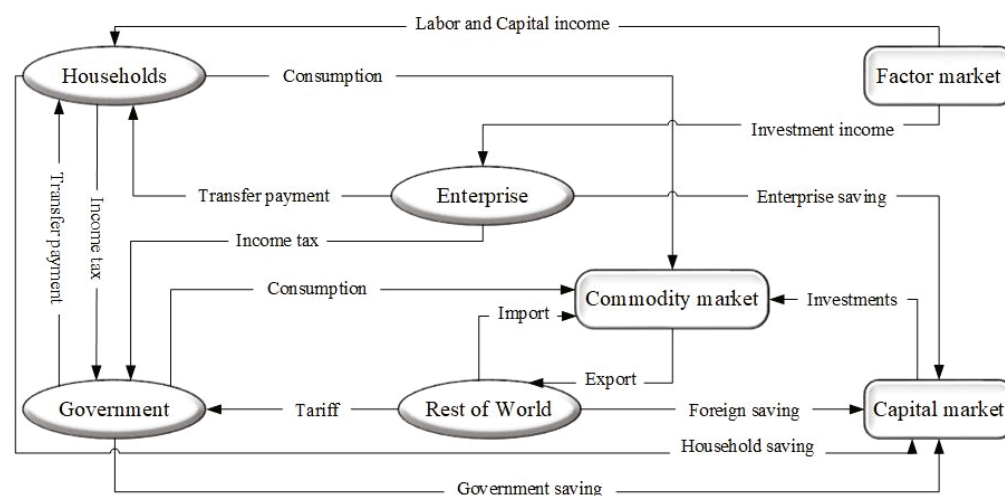 Labor and Capital income
Households
Consumption
Factor market
Investment income
Transfer payment
Enterprise
Enterprise saving
Transfer payment
Income tax
Income tax
Consumption
Commodity market
Investments
Import
Export
Government
Tariff
Rest of World
Foreign saving
Capital market
Household saving
Government saving